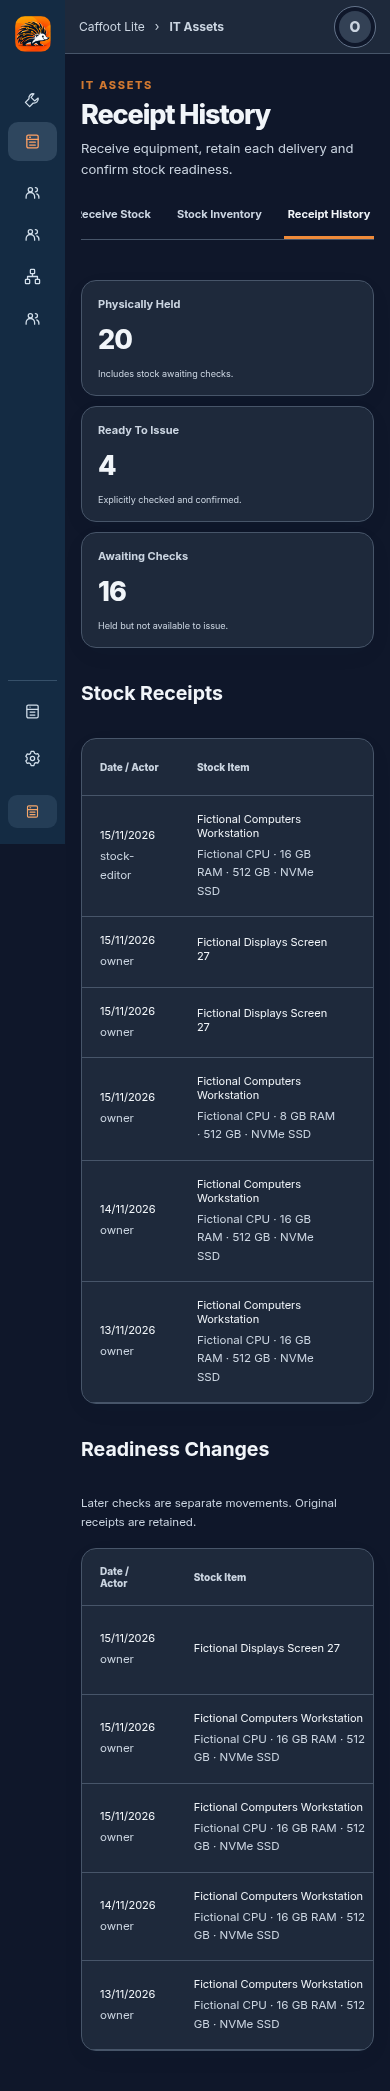 Caffoot Lite › IT Assets
O
IT ASSETS
Receipt History
Receive equipment, retain each delivery and
confirm stock readiness.
eceive Stock Stock Inventory Receipt History
Physically Held
20
Includes stock awaiting checks.
Ready To Issue
4
Explicitly checked and confirmed.
Awaiting Checks
16
Held but not available to issue.
Stock Receipts
Date / Actor Stock Item
15/11/2026
stock-
editor
Fictional Computers
Workstation
Fictional CPU · 16 GB
RAM · 512 GB · NVMe
SSD
15/11/2026
owner
Fictional Displays Screen
27
15/11/2026
owner
Fictional Displays Screen
27
15/11/2026
owner
Fictional Computers
Workstation
Fictional CPU · 8 GB RAM
· 512 GB · NVMe SSD
14/11/2026
owner
Fictional Computers
Workstation
Fictional CPU · 16 GB
RAM · 512 GB · NVMe
SSD
13/11/2026
owner
Fictional Computers
Workstation
Fictional CPU · 16 GB
RAM · 512 GB · NVMe
SSD
Readiness Changes
Later checks are separate movements. Original
receipts are retained.
Date /
Actor
Stock Item
15/11/2026
owner
Fictional Displays Screen 27
15/11/2026
owner
Fictional Computers Workstation
Fictional CPU · 16 GB RAM · 512
GB · NVMe SSD
15/11/2026
owner
Fictional Computers Workstation
Fictional CPU · 16 GB RAM · 512
GB · NVMe SSD
14/11/2026
owner
Fictional Computers Workstation
Fictional CPU · 16 GB RAM · 512
GB · NVMe SSD
13/11/2026
owner
Fictional Computers Workstation
Fictional CPU · 16 GB RAM · 512
GB · NVMe SSD